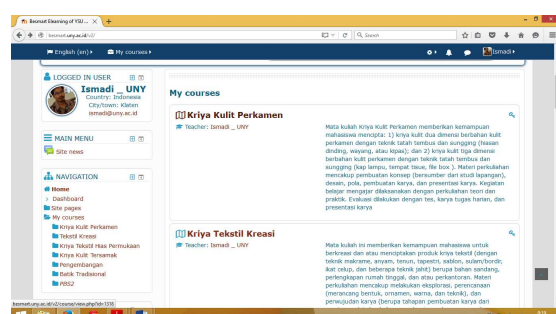 Besmart Elearning of YSU ...
besmart.uny.ac.id/v2/
Search
English (en)
My courses
Ismadi
LOGGED IN USER
Ismadi _ UNY
Country: Indonesia
City/town: Klaten
ismadi@uny.ac.id
MAIN MENU
Site news
NAVIGATION
Home
Dashboard
Site pages
My courses
Kriya Kulit Perkamen
Tekstil Kreasi
Kriya Tekstil Hias Permukaan
Kriya Kulit Tersamak
Pengembangan
Batik Tradisional
PBS2
My courses
Kriya Kulit Perkamen
Teacher: Ismadi _ UNY
Mata kuliah Kriya Kulit Perkamen memberikan kemampuan
mahasiswa mencipta: 1) kriya kulit dua dimensi berbahan kulit
perkamen dengan teknik tatah tembus dan sungging (hiasan
dinding, wayang, atau kipas); dan 2) kriya kulit tiga dimensi
berbahan kulit perkamen dengan teknik tatah tembus dan
sungging (kap lampu, tempat tisue, file box ). Materi perkuliahan
mencakup pembuatan konsep (bersumber dari studi lapangan),
desain, pola, pembuatan karya, dan presentasi karya. Kegiatan
belajar mengajar dilaksanakan dengan perkuliahan teori dan
praktik. Evaluasi dilakukan dengan tes, karya tugas harian, dan
presentasi karya
Kriya Tekstil Kreasi
Teacher: Ismadi _ UNY
Mata kuliah ini memberikan kemampuan mahasiswa untuk
berkreasi dan atau menciptakan produk kriya tekstil (dengan
teknik makrame, anyam, tenun, tapestri, sablon, sulam/bordir,
ikat celup, dan beberapa teknik jahit) berupa bahan sandang,
perlengkapan rumah tinggal, dan atau perkantoran. Materi
perkuliahan mencakup melakukan eksplorasi, perencanaan
(merancang bentuk, ornamen, warna, dan teknik), dan
perwujudan karya (berupa tahapan pembuatan karya dari
besmart.uny.ac.id/v2/course/view.php?id=1378